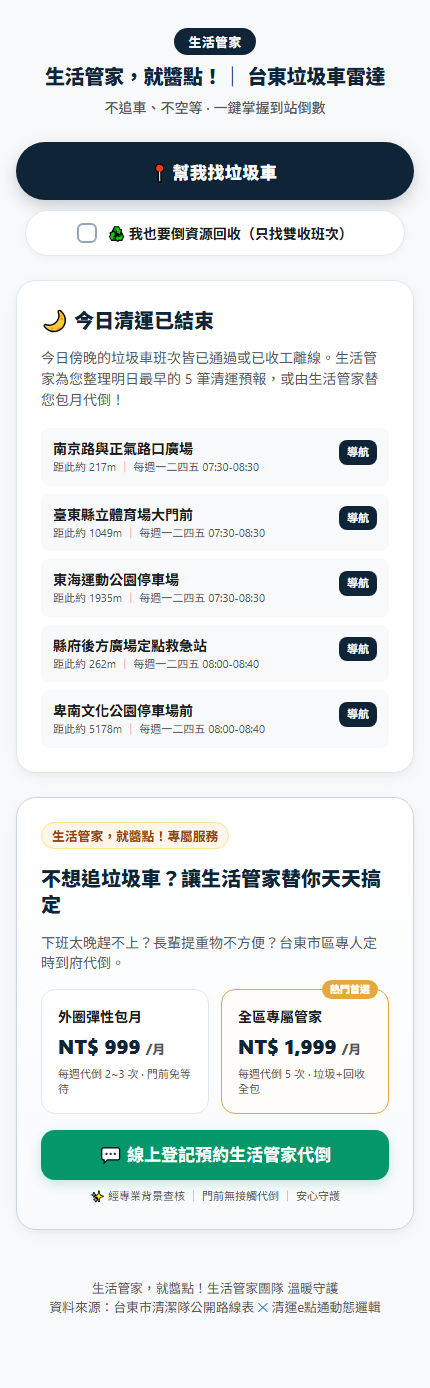 生活管家
生活管家，就醬點！｜ 台東垃圾車雷達
不追車、不空等 · 一鍵掌握到站倒數
📍 幫我找垃圾車
♻️ 我也要倒資源回收（只找雙收班次）
🌙 今日清運已結束
今日傍晚的垃圾車班次皆已通過或已收工離線。生活管
家為您整理明日最早的 5 筆清運預報，或由生活管家替
您包月代倒！
南京路與正氣路口廣場
導航
距此約 217m ｜ 每週一二四五 07:30-08:30
臺東縣立體育場大門前
導航
距此約 1049m ｜ 每週一二四五 07:30-08:30
東海運動公園停車場
導航
距此約 1935m ｜ 每週一二四五 07:30-08:30
縣府後方廣場定點救急站
導航
距此約 262m ｜ 每週一二四五 08:00-08:40
卑南文化公園停車場前
導航
距此約 5178m ｜ 每週一二四五 08:00-08:40
生活管家，就醬點！專屬服務
不想追垃圾車？讓生活管家替你天天搞
定
下班太晚趕不上？長輩提重物不方便？台東市區專人定
時到府代倒。
外圈彈性包月
NT$ 999 /月
每週代倒 2~3 次 · 門前免等
待
熱門首選
全區專屬管家
NT$ 1,999 /月
每週代倒 5 次 · 垃圾+回收
全包
💬 線上登記預約生活管家代倒
✨ 經專業背景查核 ｜ 門前無接觸代倒 ｜ 安心守護
生活管家，就醬點！生活管家團隊 溫暖守護
資料來源：台東市清潔隊公開路線表 × 清運e點通動態邏輯